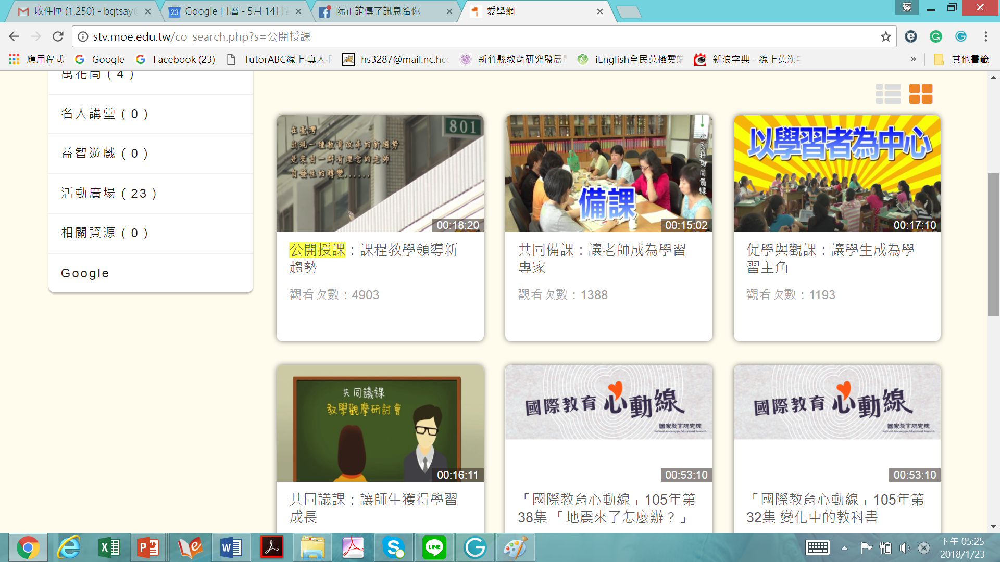 收件匣 (1,250) - bqtsay@
Google 日曆 - 5月 14日
阮正誼傳了訊息給你
愛學網
蔡
stv.moe.edu.tw/co_search.php?s=公開授課
應用程式
Google
Facebook (23)
TutorABC線上·真人·
hs3287@mail.nc.hcc
新竹縣教育研究發展
iEnglish全民英檢雲端
新浪字典 - 線上英漢
»
其他書籤
萬花筒 ( 4 )
名人講堂 ( 0 )
益智遊戲 ( 0 )
活動廣場 ( 23 )
相關資源 ( 0 )
Google
801
在臺灣
出現一種教育改革的新趨勢
是來自一群有理念的老師
自發性的轉變......
00:18:20
公開授課：課程教學領導新
趨勢
觀看次數：4903
備課
00:15:02
共同備課：讓老師成為學習
專家
觀看次數：1388
以學習者為中心
00:17:10
促學與觀課：讓學生成為學
習主角
觀看次數：1193
共同議課
教學觀摩研討會
00:16:11
共同議課：讓師生獲得學習
成長
國際教育 心動線
國家教育研究院
National Academy for Educational Research
00:53:10
「國際教育心動線」105年第
38集 「地震來了怎麼辦？」
國際教育 心動線
國家教育研究院
National Academy for Educational Research
00:53:10
「國際教育心動線」105年第
32集 變化中的教科書
LINE
下午 05:25
2018/1/23